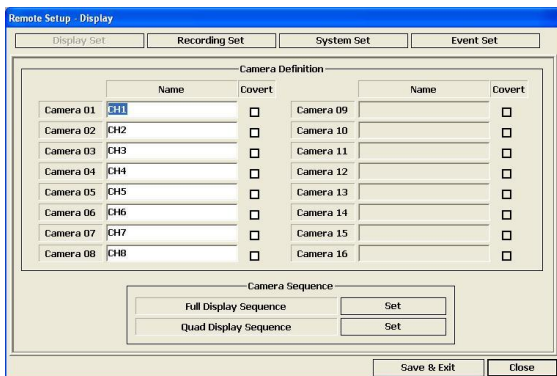 Remote Setup - Display
Display Set Recording Set System Set Event Set
Camera Definition
Name Covert Name Covert
Camera 01 CH1 Camera 09
Camera 02 CH2 Camera 10
Camera 03 CH3 Camera 11
Camera 04 CH4 Camera 12
Camera 05 CH5 Camera 13
Camera 06 CH6 Camera 14
Camera 07 CH7 Camera 15
Camera 08 CH8 Camera 16
Camera Sequence
Full Display Sequence Set
Quad Display Sequence Set
Save & Exit Close